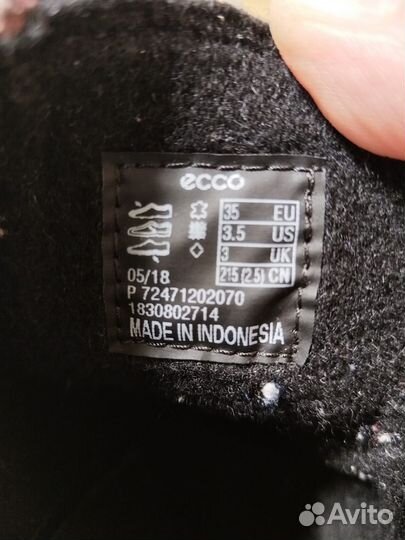 ecco
35 EU
3.5 US
3 UK
215 (2.5) CN
05/18
P 72471202070
1830802714
MADE IN INDONESIA
Avito